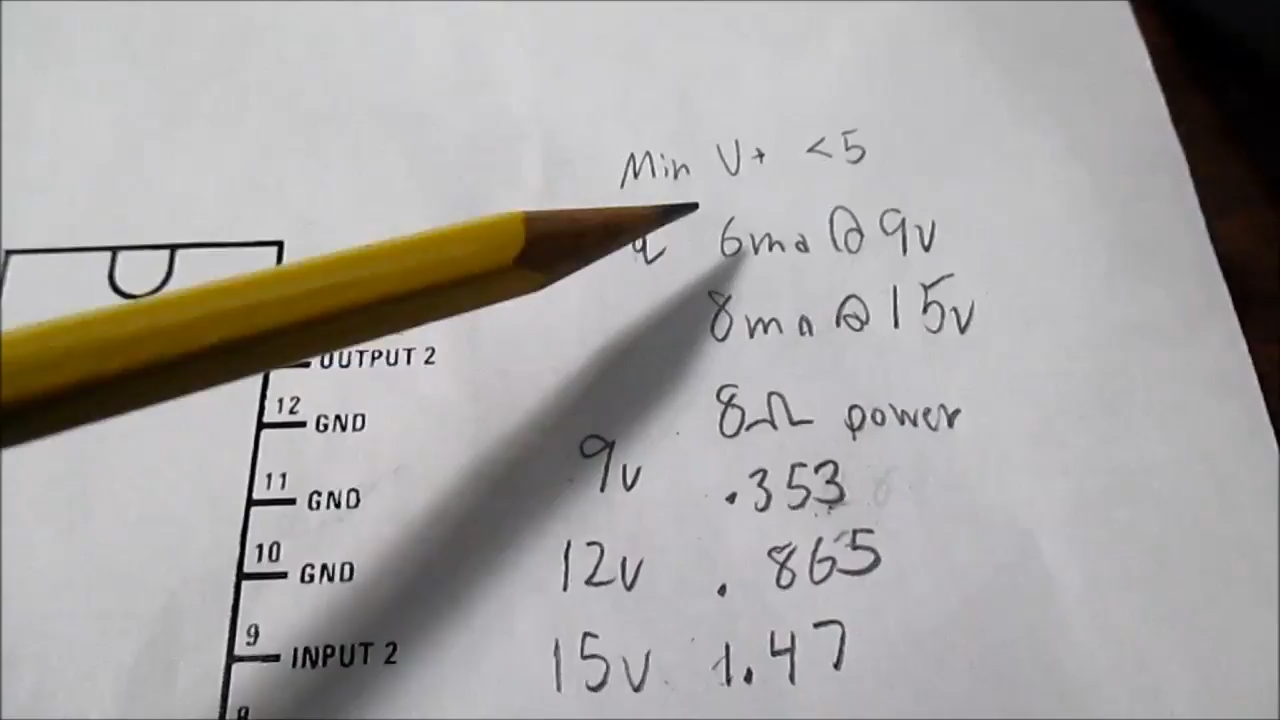 Min V+ <5
6ma @ 9v
8ma @ 15v
8Ω power
9v .353
12v .865
15v 1.47
OUTPUT 2
12 GND
11 GND
10 GND
9 INPUT 2
8